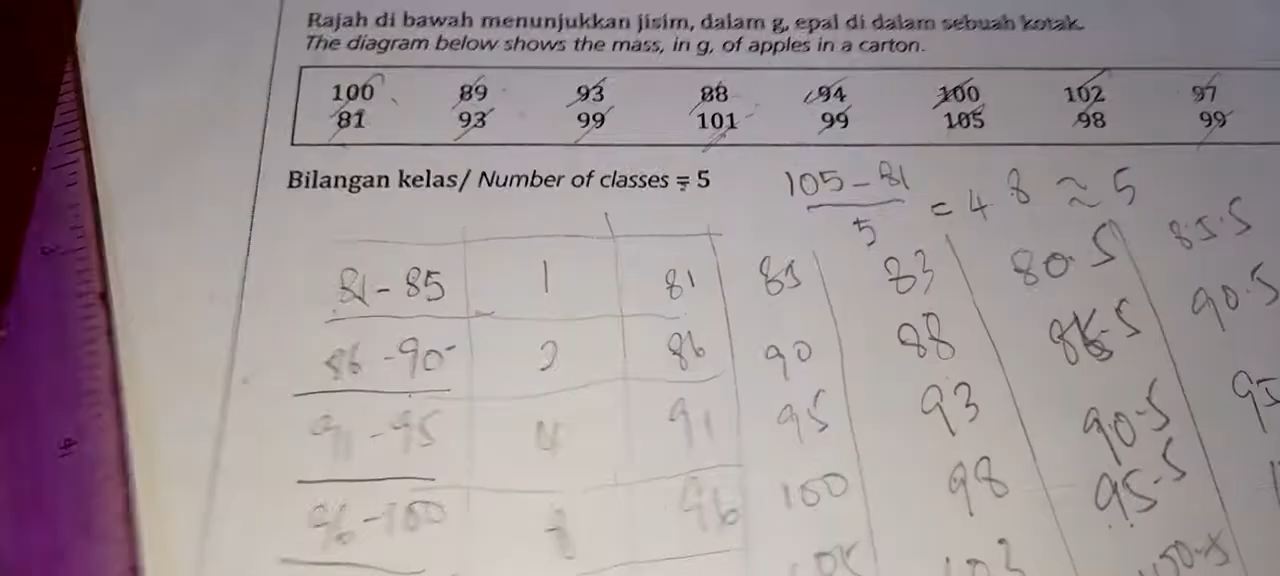 Rajah di bawah menunjukkan jisim, dalam g, epal di dalam sebuah kotak.
The diagram below shows the mass, in g, of apples in a carton.
100 89 93 88 94 100 102 97
81 93 99 101 99 105 98 99
Bilangan kelas/ Number of classes = 5
105 - 81
5
= 4 8 ≈ 5
81 - 85 1 81 85 83 80.5 85.5
86 - 90 2 86 90 88 90.5
91 - 95 4 91 95 93 90.5 95
96 - 100 96 100 98 95.5
103 100.5